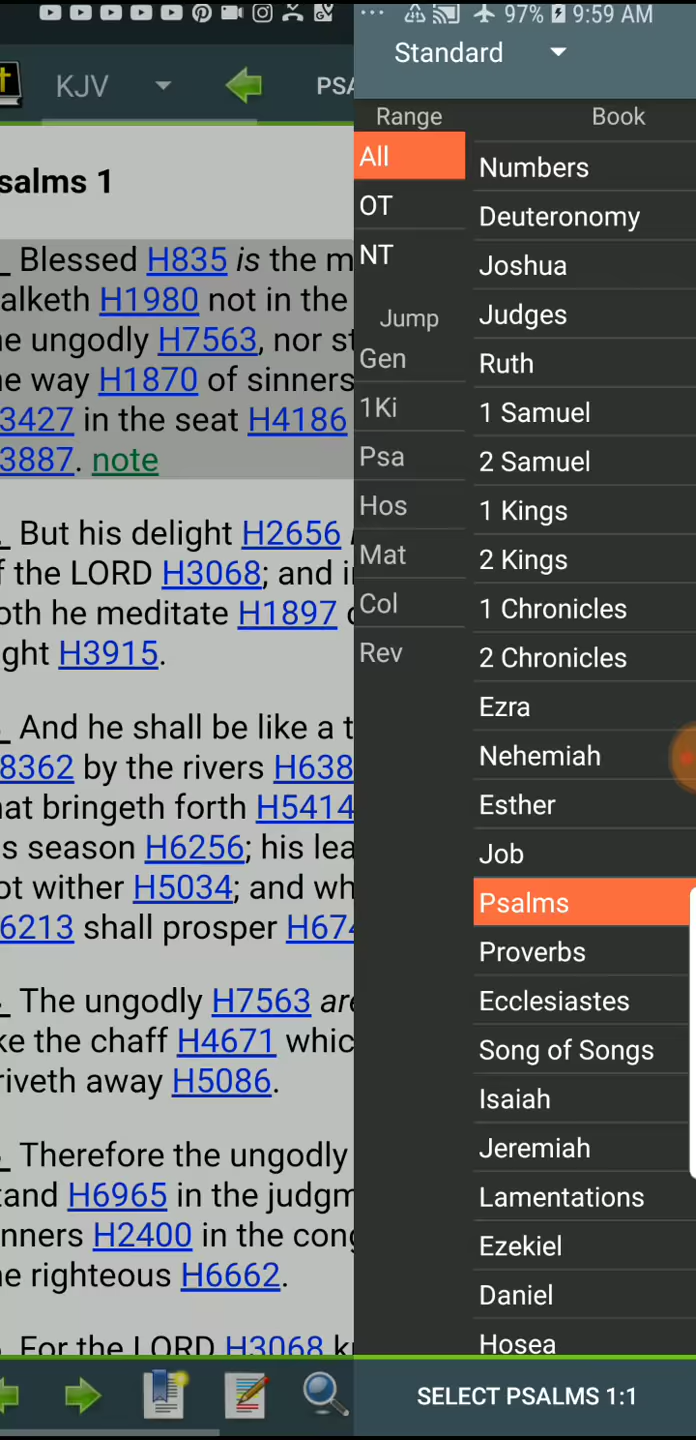 97% 9:59 AM
KJV
PSA
Standard
Range
Book
All
OT
NT
Jump
Gen
1Ki
Psa
Hos
Mat
Col
Rev
Numbers
Deuteronomy
Joshua
Judges
Ruth
1 Samuel
2 Samuel
1 Kings
2 Kings
1 Chronicles
2 Chronicles
Ezra
Nehemiah
Esther
Job
Psalms
Proverbs
Ecclesiastes
Song of Songs
Isaiah
Jeremiah
Lamentations
Ezekiel
Daniel
Hosea
SELECT PSALMS 1:1
salms 1
Blessed H835 is the m
alketh H1980 not in the
e ungodly H7563, nor st
e way H1870 of sinners
3427 in the seat H4186
3887. note
But his delight H2656
f the LORD H3068; and i
oth he meditate H1897
ght H3915.
And he shall be like a t
8362 by the rivers H638
at bringeth forth H5414
s season H6256; his lea
ot wither H5034; and wh
6213 shall prosper H674
The ungodly H7563 are
ke the chaff H4671 whic
riveth away H5086.
Therefore the ungodly
tand H6965 in the judgm
nners H2400 in the cong
e righteous H6662.
For the LORD H3068 k